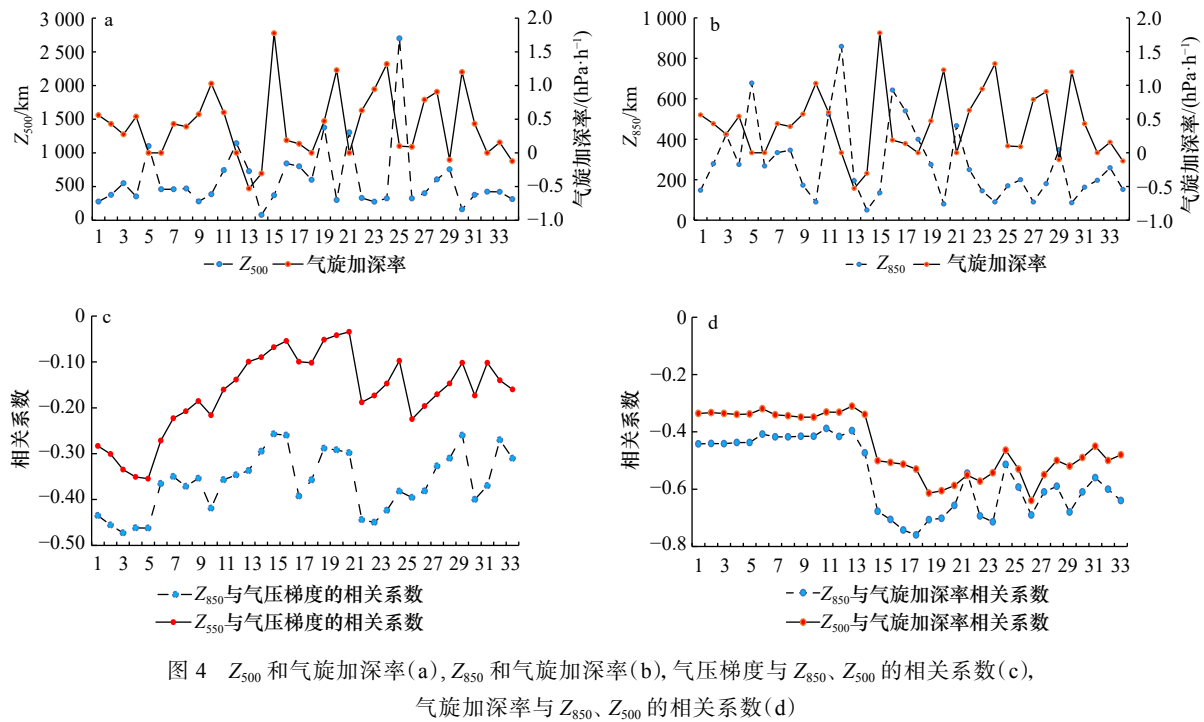 a
3 000
2 500
2 000
1 500
1 000
500
0
Z500/km
2.0
1.5
1.0
0.5
0
−0.5
−1.0
气旋加深率/(hPa·h−1)
1 3 5 7 9 11 13 15 17 19 21 23 25 27 29 31 33
Z500 气旋加深率
b
1 000
800
600
400
200
0
Z850/km
2.0
1.5
1.0
0.5
0
−0.5
−1.0
气旋加深率/(hPa·h−1)
1 3 5 7 9 11 13 15 17 19 21 23 25 27 29 31 33
Z850 气旋加深率
c
0
−0.10
−0.20
−0.30
−0.40
−0.50
相关系数
1 3 5 7 9 11 13 15 17 19 21 23 25 27 29 31 33
Z850与气压梯度的相关系数
Z550与气压梯度的相关系数
d
0
−0.2
−0.4
−0.6
−0.8
相关系数
1 3 5 7 9 11 13 15 17 19 21 23 25 27 29 31 33
Z850与气旋加深率相关系数
Z500与气旋加深率相关系数
图 4 Z500 和气旋加深率(a), Z850 和气旋加深率(b), 气压梯度与 Z850、Z500 的相关系数(c),
气旋加深率与 Z850、Z500 的相关系数(d)